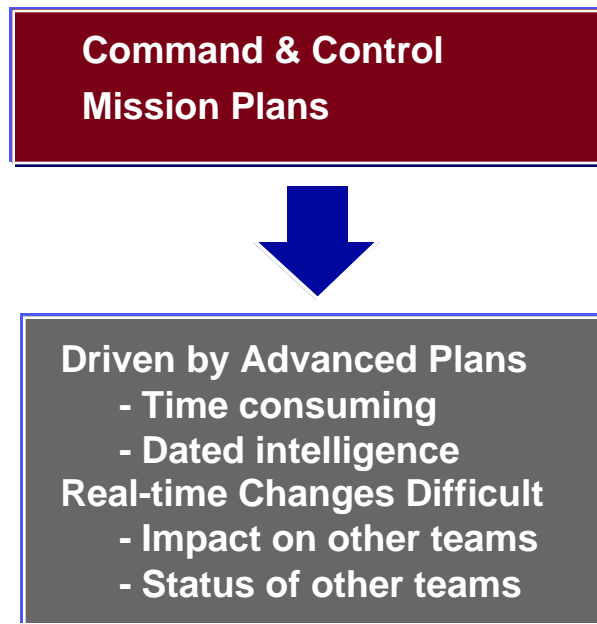 Command & Control
Mission Plans
Driven by Advanced Plans
- Time consuming
- Dated intelligence
Real-time Changes Difficult
- Impact on other teams
- Status of other teams